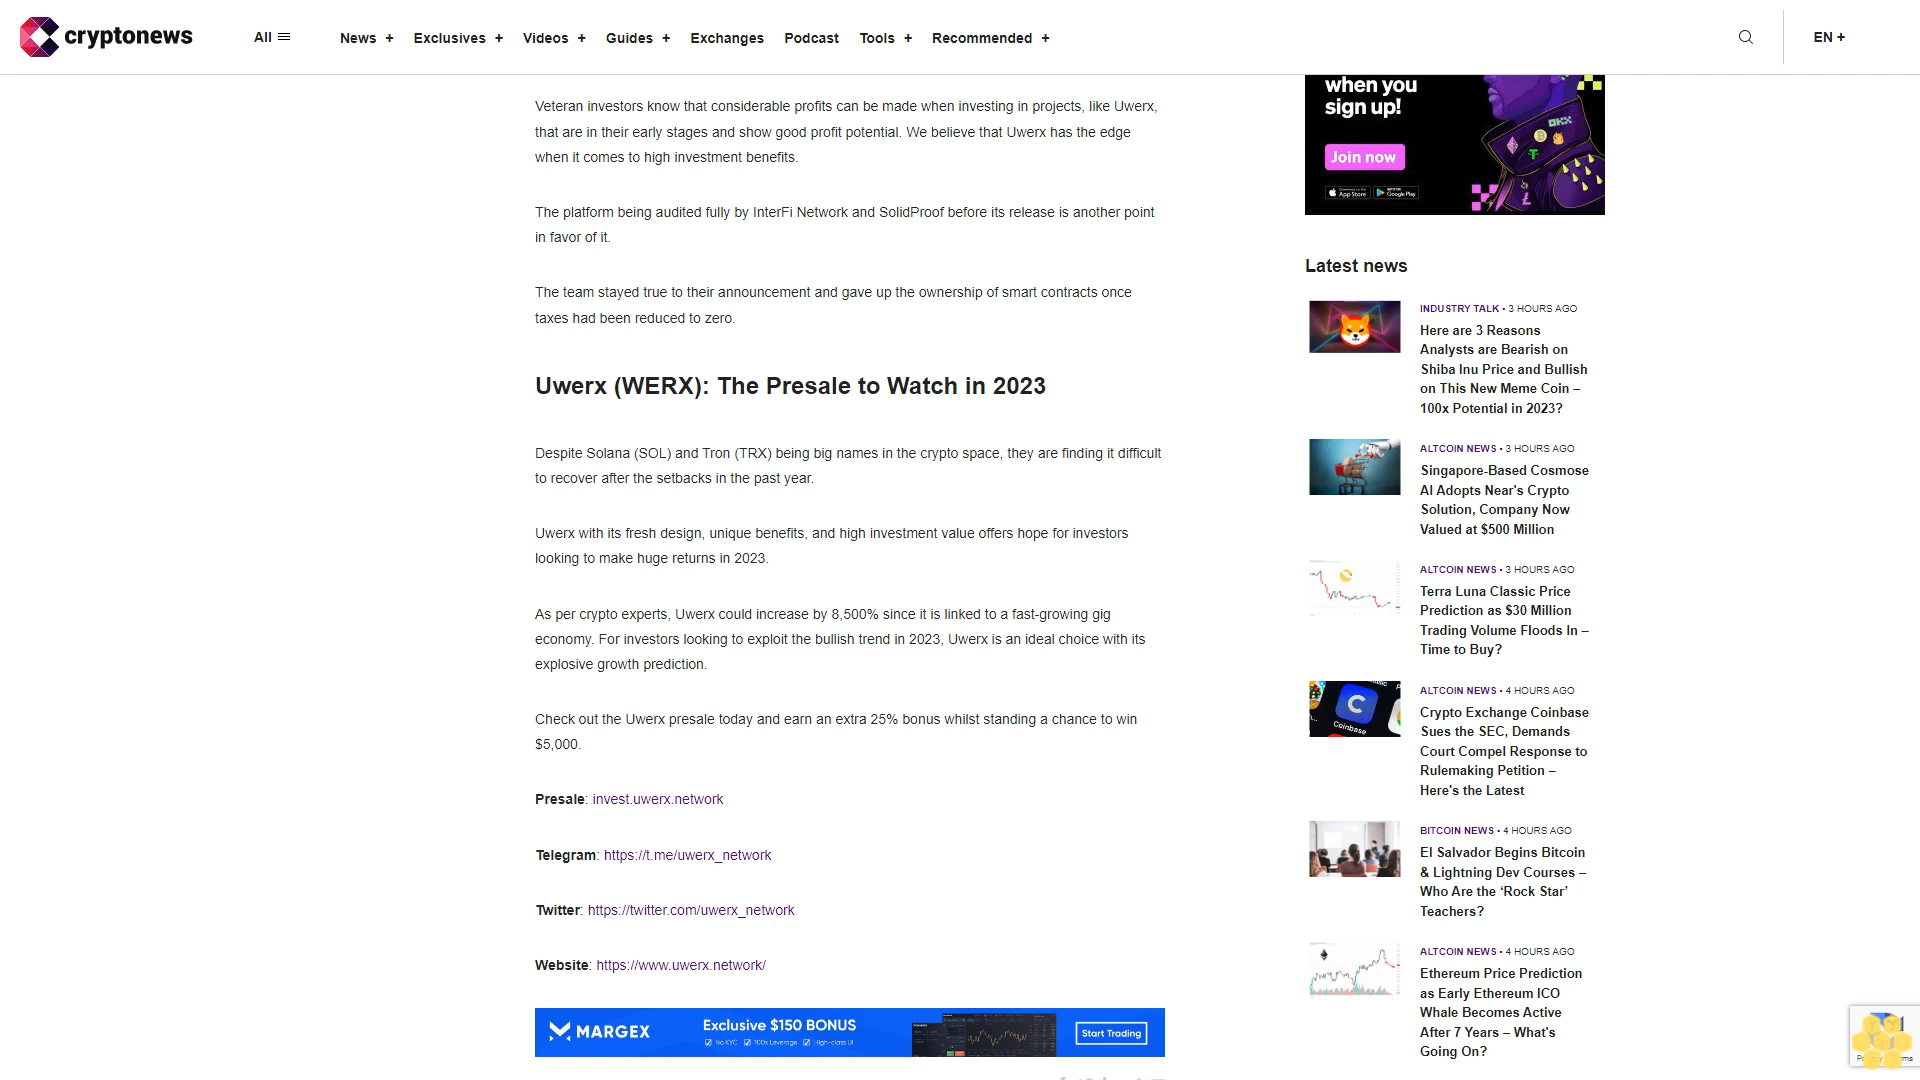 cryptonews
All
News +
Exclusives +
Videos +
Guides +
Exchanges
Podcast
Tools +
Recommended +
EN +
Veteran investors know that considerable profits can be made when investing in projects, like Uwerx,
that are in their early stages and show good profit potential. We believe that Uwerx has the edge
when it comes to high investment benefits.
The platform being audited fully by InterFi Network and SolidProof before its release is another point
in favor of it.
The team stayed true to their announcement and gave up the ownership of smart contracts once
taxes had been reduced to zero.
Uwerx (WERX): The Presale to Watch in 2023
Despite Solana (SOL) and Tron (TRX) being big names in the crypto space, they are finding it difficult
to recover after the setbacks in the past year.
Uwerx with its fresh design, unique benefits, and high investment value offers hope for investors
looking to make huge returns in 2023.
As per crypto experts, Uwerx could increase by 8,500% since it is linked to a fast-growing gig
economy. For investors looking to exploit the bullish trend in 2023, Uwerx is an ideal choice with its
explosive growth prediction.
Check out the Uwerx presale today and earn an extra 25% bonus whilst standing a chance to win
$5,000.
Presale: invest.uwerx.network
Telegram: https://t.me/uwerx_network
Twitter: https://twitter.com/uwerx_network
Website: https://www.uwerx.network/
MARGEX
Exclusive $150 BONUS
No KYC
100x Leverage
High-class UI
Start Trading
when you
sign up!
Join now
App Store
Google Play
OKX
Latest news
INDUSTRY TALK • 3 HOURS AGO
Here are 3 Reasons
Analysts are Bearish on
Shiba Inu Price and Bullish
on This New Meme Coin –
100x Potential in 2023?
ALTCOIN NEWS • 3 HOURS AGO
Singapore-Based Cosmose
AI Adopts Near's Crypto
Solution, Company Now
Valued at $500 Million
ALTCOIN NEWS • 3 HOURS AGO
Terra Luna Classic Price
Prediction as $30 Million
Trading Volume Floods In –
Time to Buy?
Coinbase
ALTCOIN NEWS • 4 HOURS AGO
Crypto Exchange Coinbase
Sues the SEC, Demands
Court Compel Response to
Rulemaking Petition –
Here's the Latest
BITCOIN NEWS • 4 HOURS AGO
El Salvador Begins Bitcoin
& Lightning Dev Courses –
Who Are the ‘Rock Star’
Teachers?
ALTCOIN NEWS • 4 HOURS AGO
Ethereum Price Prediction
as Early Ethereum ICO
Whale Becomes Active
After 7 Years – What's
Going On?